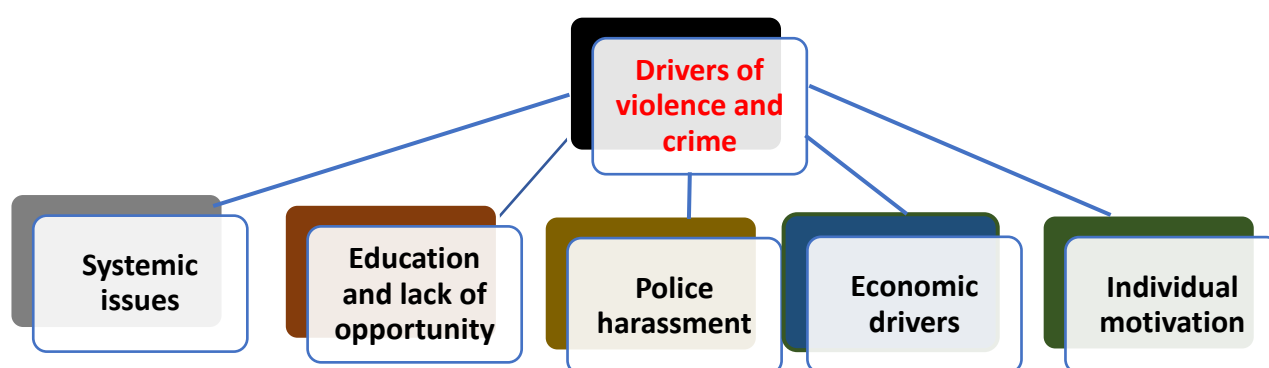 Drivers of
violence and
crime
Systemic
issues
Education
and lack of
opportunity
Police
harassment
Economic
drivers
Individual
motivation